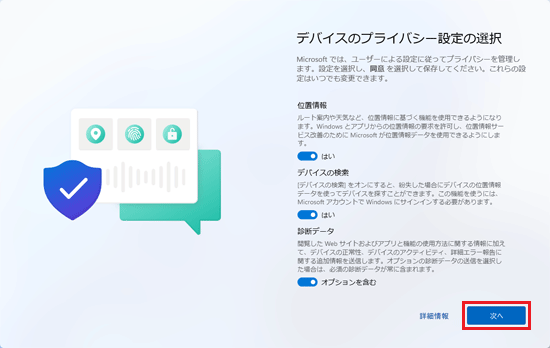 デバイスのプライバシー設定の選択
Microsoft では、ユーザーによる設定に従ってプライバシーを管理し
ます。設定を選択し、同意 を選択して保存してください。これらの設
定はいつでも変更できます。
位置情報
ルート案内や天気など、位置情報に基づく機能を使用できるようになり
ます。Windows とアプリからの位置情報の要求を許可し、位置情報サー
ビス改善のために Microsoft が位置情報データを使用できるようにしま
す。
はい
デバイスの検索
[デバイスの検索] をオンにすると、紛失した場合にデバイスの位置情報
データを使ってデバイスを探すことができます。この機能を使うには、
Microsoft アカウントで Windows にサインインする必要があります。
はい
診断データ
閲覧した Web サイトおよびアプリと機能の使用方法に関する情報に加え
て、デバイスの正常性、デバイスのアクティビティ、詳細エラー報告に
関する追加情報を送信します。オプションの診断データの送信を選択し
た場合は、必須の診断データが常に含まれます。
オプションを含む
詳細情報
次へ